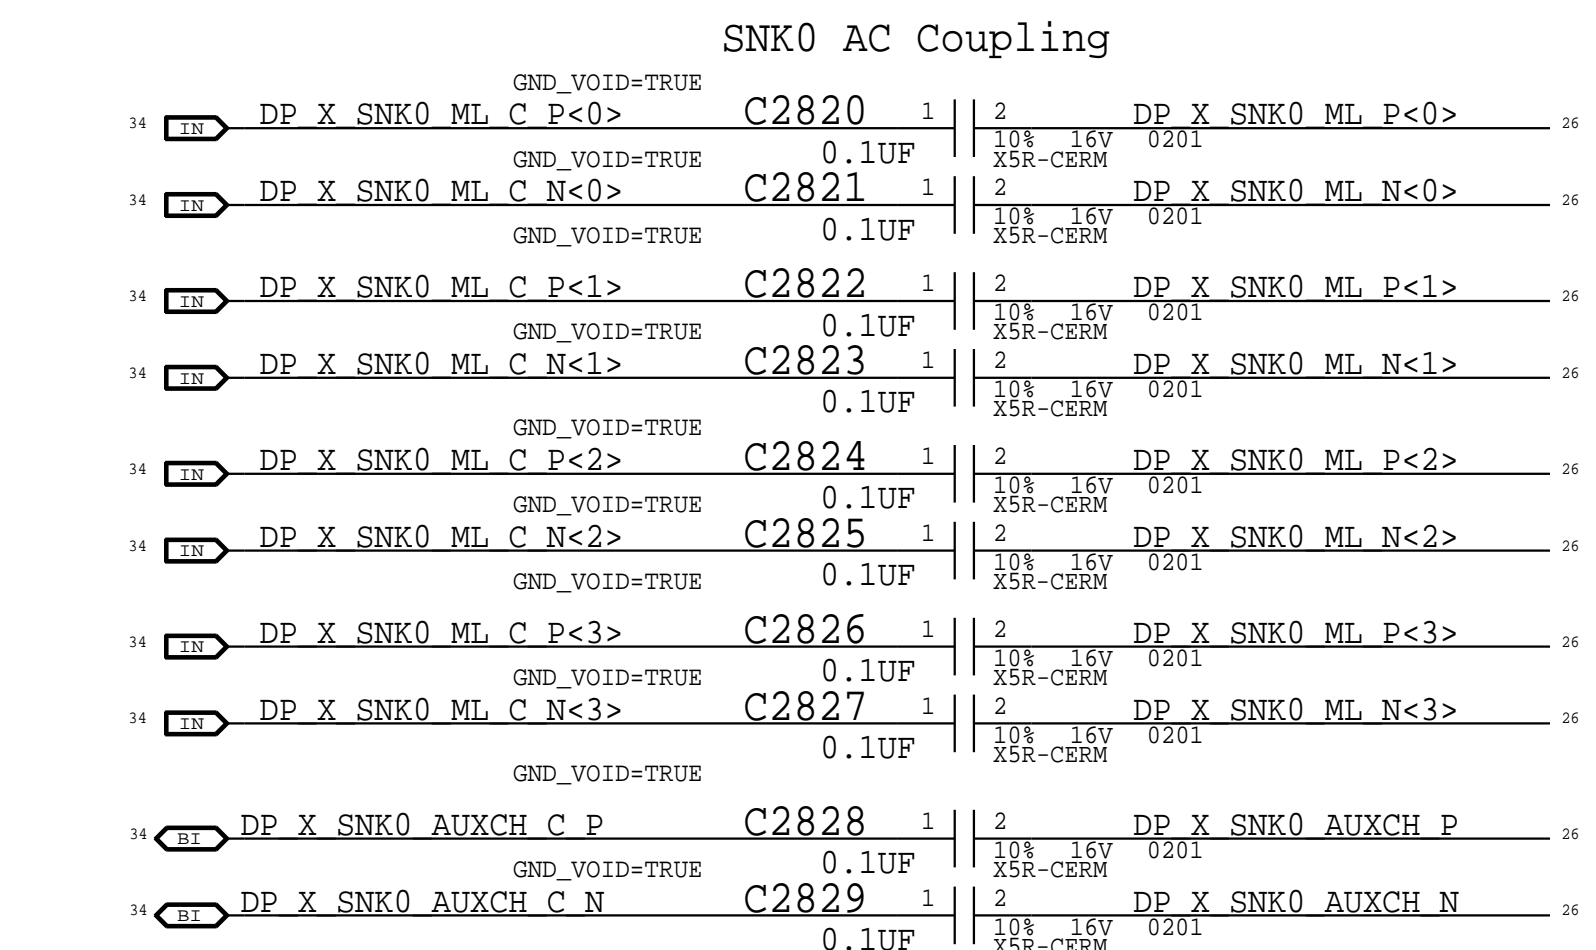 SNK0 AC Coupling
GND_VOID=TRUE
34 IN DP_X_SNK0_ML_C_P<0> C2820 1 2 DP_X_SNK0_ML_P<0> 26
10% 16V 0201
GND_VOID=TRUE 0.1UF X5R-CERM
34 IN DP_X_SNK0_ML_C_N<0> C2821 1 2 DP_X_SNK0_ML_N<0> 26
10% 16V 0201
GND_VOID=TRUE 0.1UF X5R-CERM
34 IN DP_X_SNK0_ML_C_P<1> C2822 1 2 DP_X_SNK0_ML_P<1> 26
10% 16V 0201
GND_VOID=TRUE 0.1UF X5R-CERM
34 IN DP_X_SNK0_ML_C_N<1> C2823 1 2 DP_X_SNK0_ML_N<1> 26
10% 16V 0201
0.1UF X5R-CERM
GND_VOID=TRUE
34 IN DP_X_SNK0_ML_C_P<2> C2824 1 2 DP_X_SNK0_ML_P<2> 26
10% 16V 0201
GND_VOID=TRUE 0.1UF X5R-CERM
34 IN DP_X_SNK0_ML_C_N<2> C2825 1 2 DP_X_SNK0_ML_N<2> 26
10% 16V 0201
GND_VOID=TRUE 0.1UF X5R-CERM
34 IN DP_X_SNK0_ML_C_P<3> C2826 1 2 DP_X_SNK0_ML_P<3> 26
10% 16V 0201
GND_VOID=TRUE 0.1UF X5R-CERM
34 IN DP_X_SNK0_ML_C_N<3> C2827 1 2 DP_X_SNK0_ML_N<3> 26
10% 16V 0201
0.1UF X5R-CERM
GND_VOID=TRUE
34 BI DP_X_SNK0_AUXCH_C_P C2828 1 2 DP_X_SNK0_AUXCH_P 26
10% 16V 0201
GND_VOID=TRUE 0.1UF X5R-CERM
34 BI DP_X_SNK0_AUXCH_C_N C2829 1 2 DP_X_SNK0_AUXCH_N 26
10% 16V 0201
0.1UF X5R-CERM